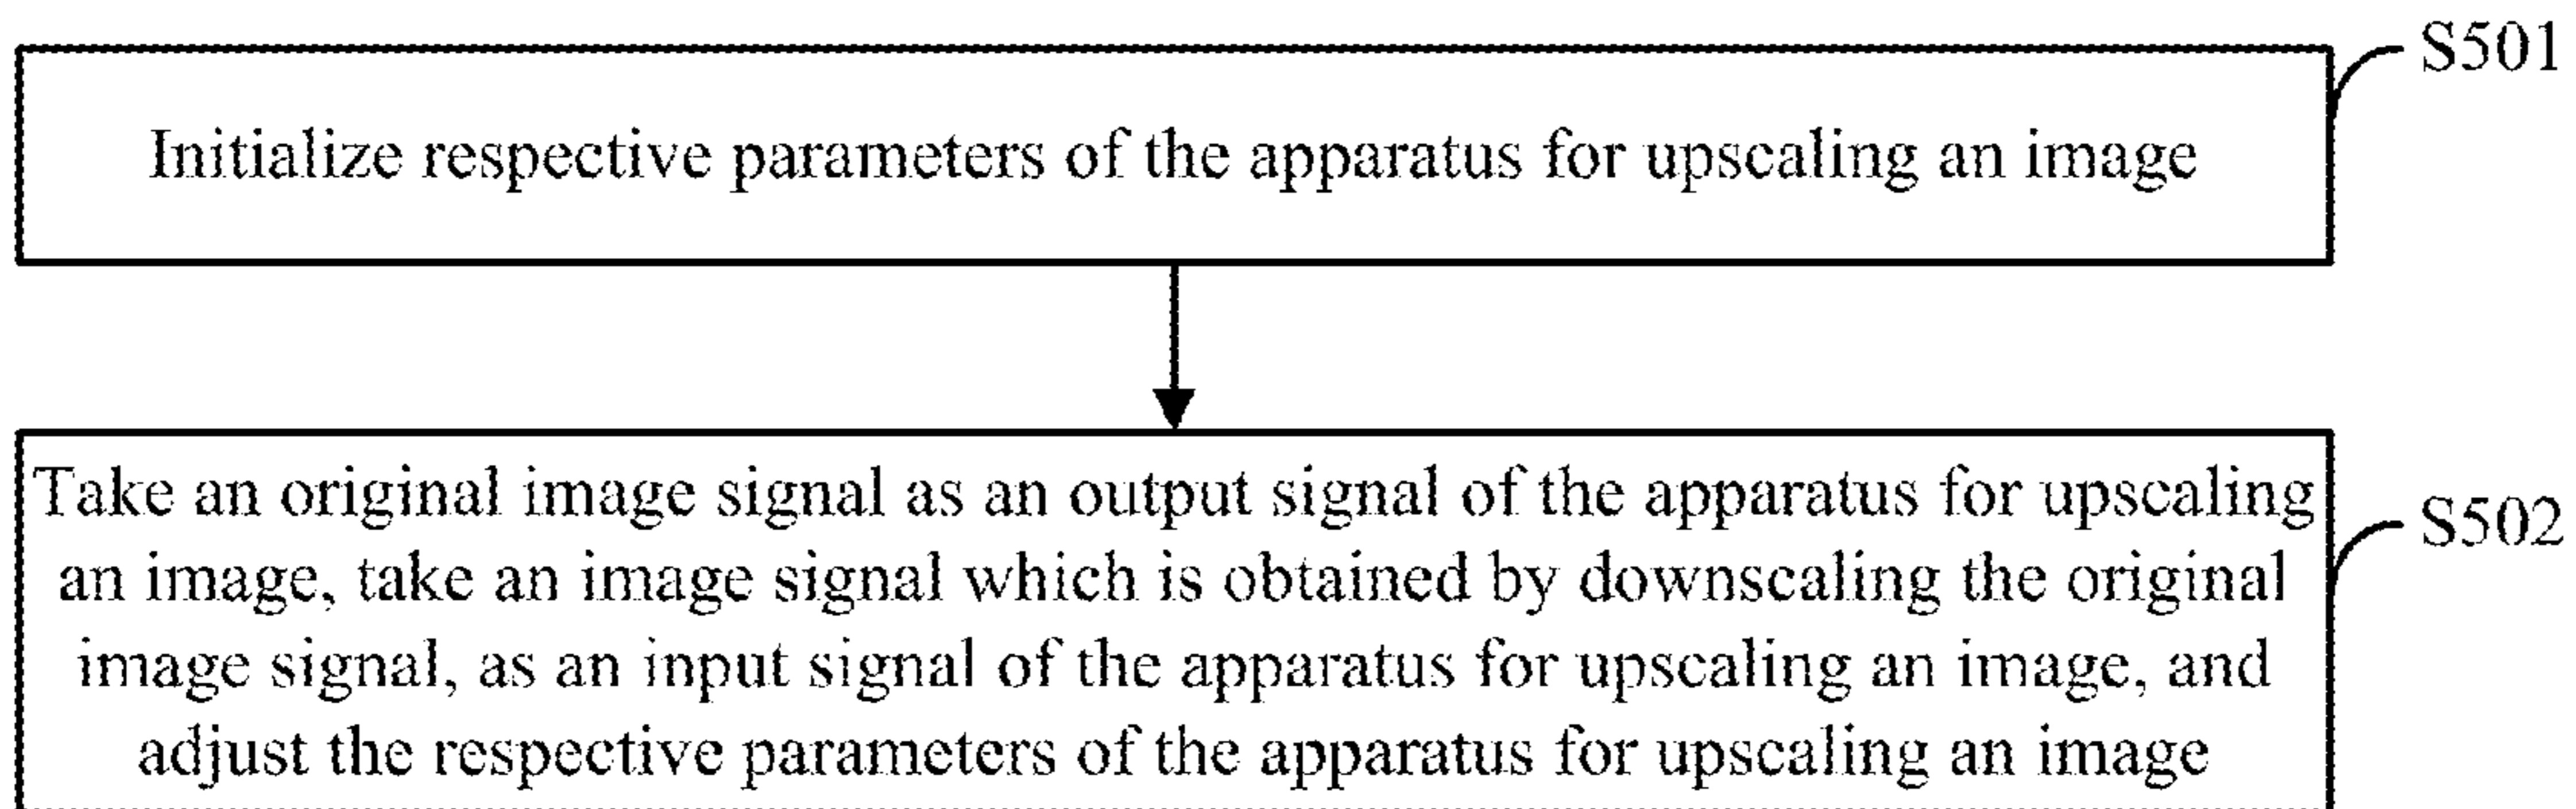 S501
Initialize respective parameters of the apparatus for upscaling an image
Take an original image signal as an output signal of the apparatus for upscaling
S502
an image, take an image signal which is obtained by downscaling the original
image signal, as an input signal of the apparatus for upscaling an image, and
adjust the respective parameters of the apparatus for upscaling an image